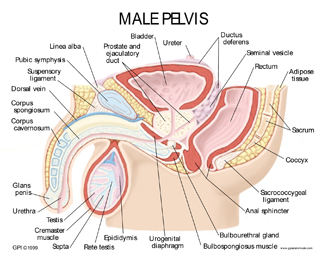 MALE PELVIS
Bladder
Ductus
deferens
Linea alba
Prostate and
ejaculatory
duct
Ureter
Seminal vesicle
Pubic symphysis
Rectum
Suspensory
ligament
Adipose
tissue
Dorsal vein
Corpus
spongiosum
Corpus
cavernosum
Sacrum
Coccyx
Glans
penis
Sacrococcygeal
ligament
Urethra
Anal sphincter
Testis
Cremaster
muscle
Bulbourethral gland
Epididymis
Urogenital
diaphragm
Bulbospongiosus muscle
GPI ©1999
Septa
Rete testis